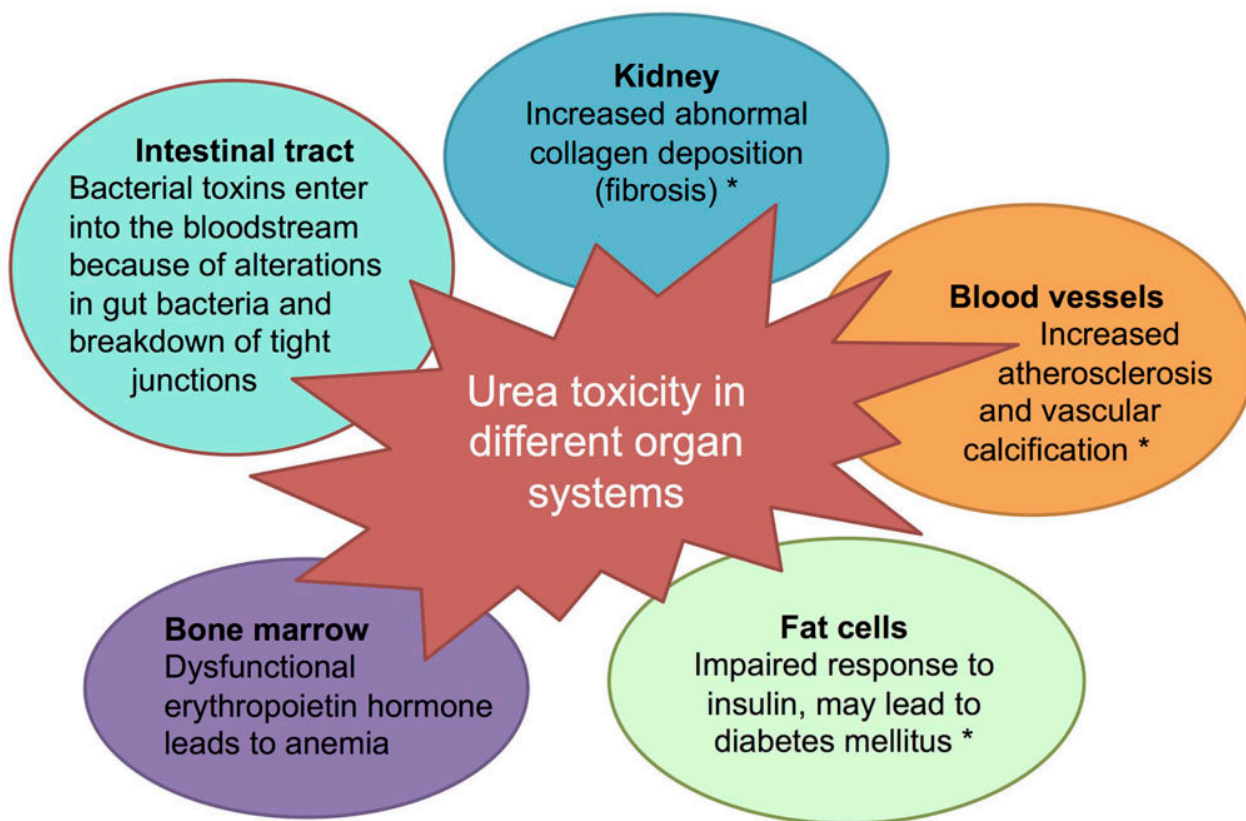 Kidney
Increased abnormal
collagen deposition
(fibrosis) *
Intestinal tract
Bacterial toxins enter
into the bloodstream
because of alterations
in gut bacteria and
breakdown of tight
junctions
Blood vessels
Increased
atherosclerosis
and vascular
calcification *
Urea toxicity in
different organ
systems
Bone marrow
Dysfunctional
erythropoietin hormone
leads to anemia
Fat cells
Impaired response to
insulin, may lead to
diabetes mellitus *